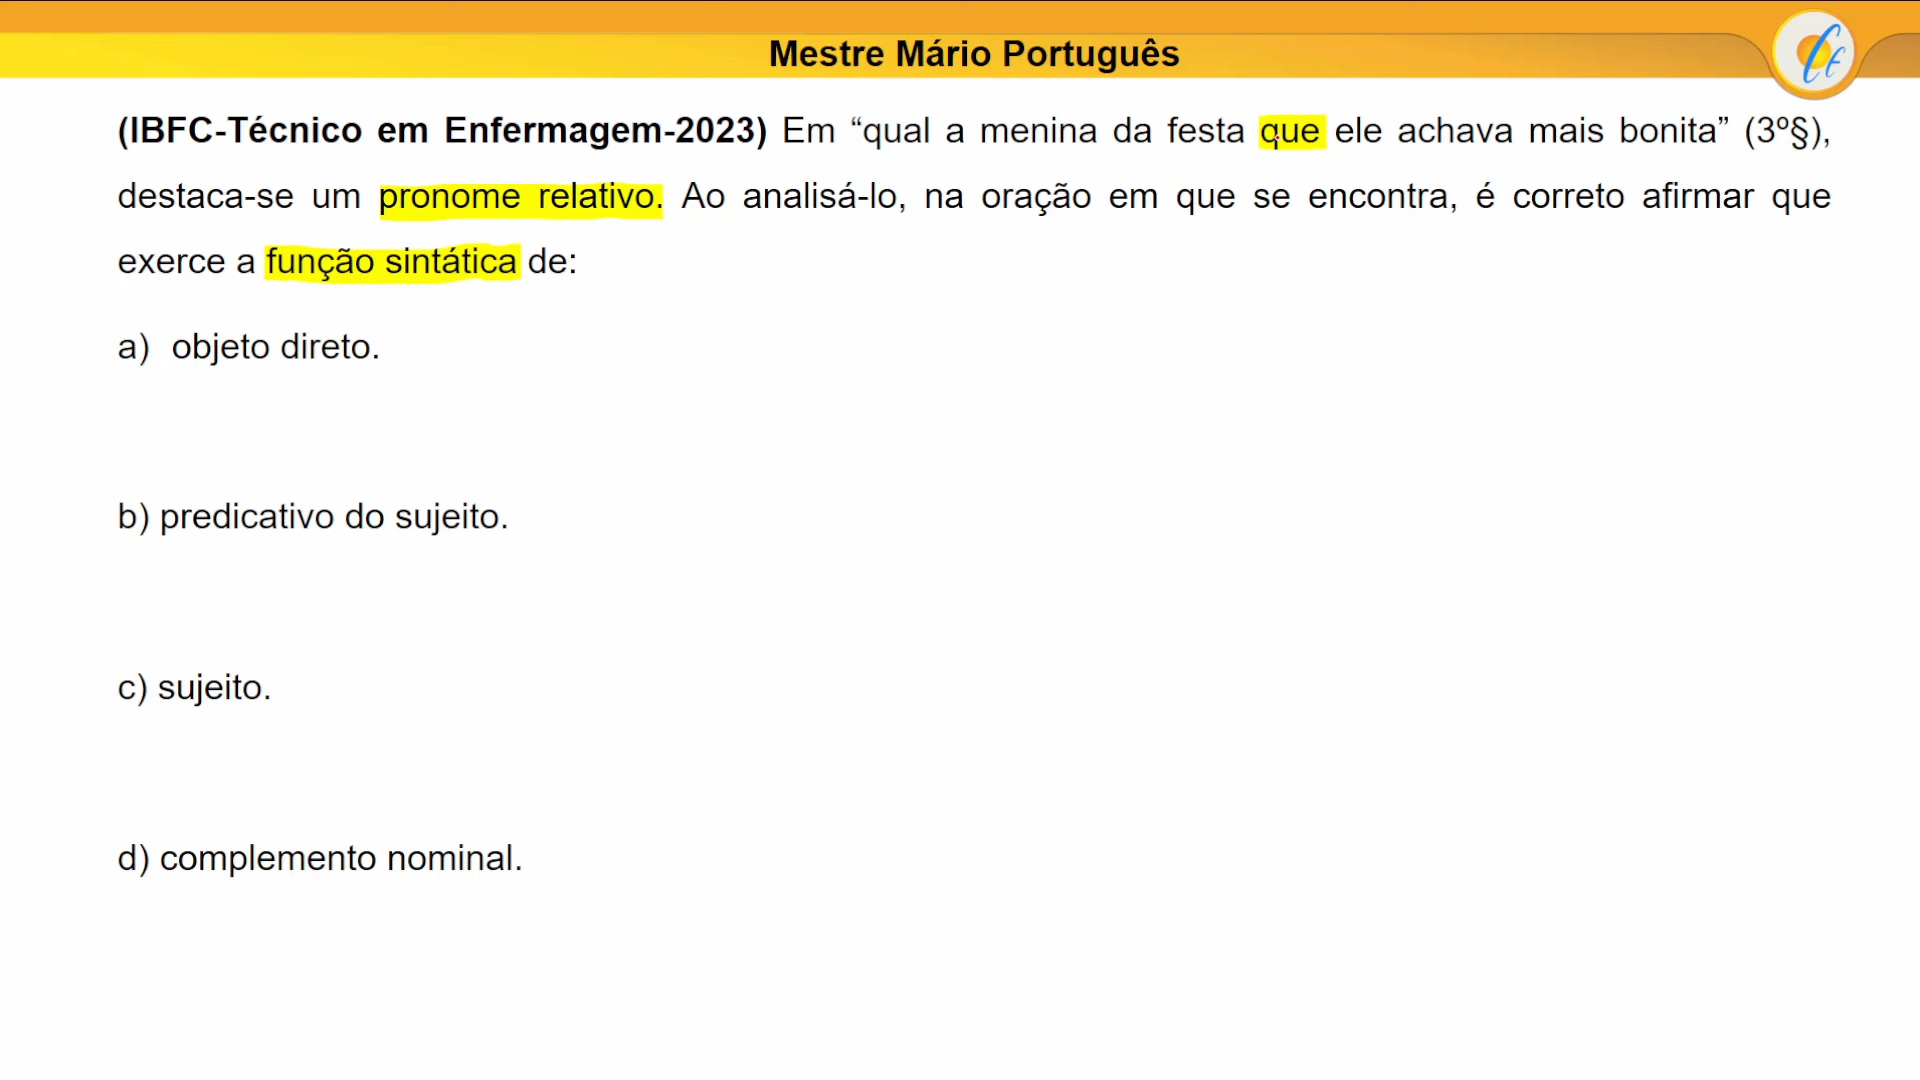 Mestre Mário Português
(IBFC-Técnico em Enfermagem-2023) Em “qual a menina da festa que ele achava mais bonita” (3º§),
destaca-se um pronome relativo. Ao analisá-lo, na oração em que se encontra, é correto afirmar que
exerce a função sintática de:
a) objeto direto.
b) predicativo do sujeito.
c) sujeito.
d) complemento nominal.